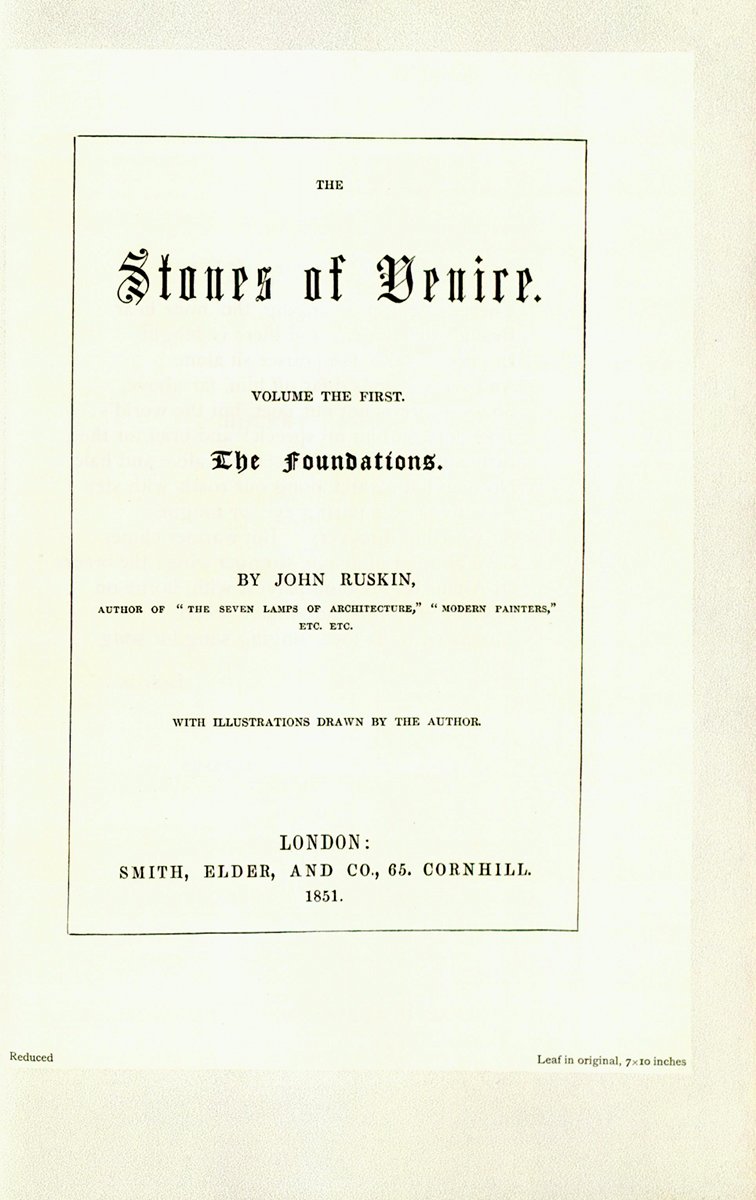 THE
Stones of Venice.
VOLUME THE FIRST.
The Foundations.
BY JOHN RUSKIN,
AUTHOR OF “ THE SEVEN LAMPS OF ARCHITECTURE,” “ MODERN PAINTERS,”
ETC. ETC.
WITH ILLUSTRATIONS DRAWN BY THE AUTHOR.
LONDON:
SMITH, ELDER, AND CO., 65. CORNHILL.
1851.
Reduced
Leaf in original, 7×10 inches